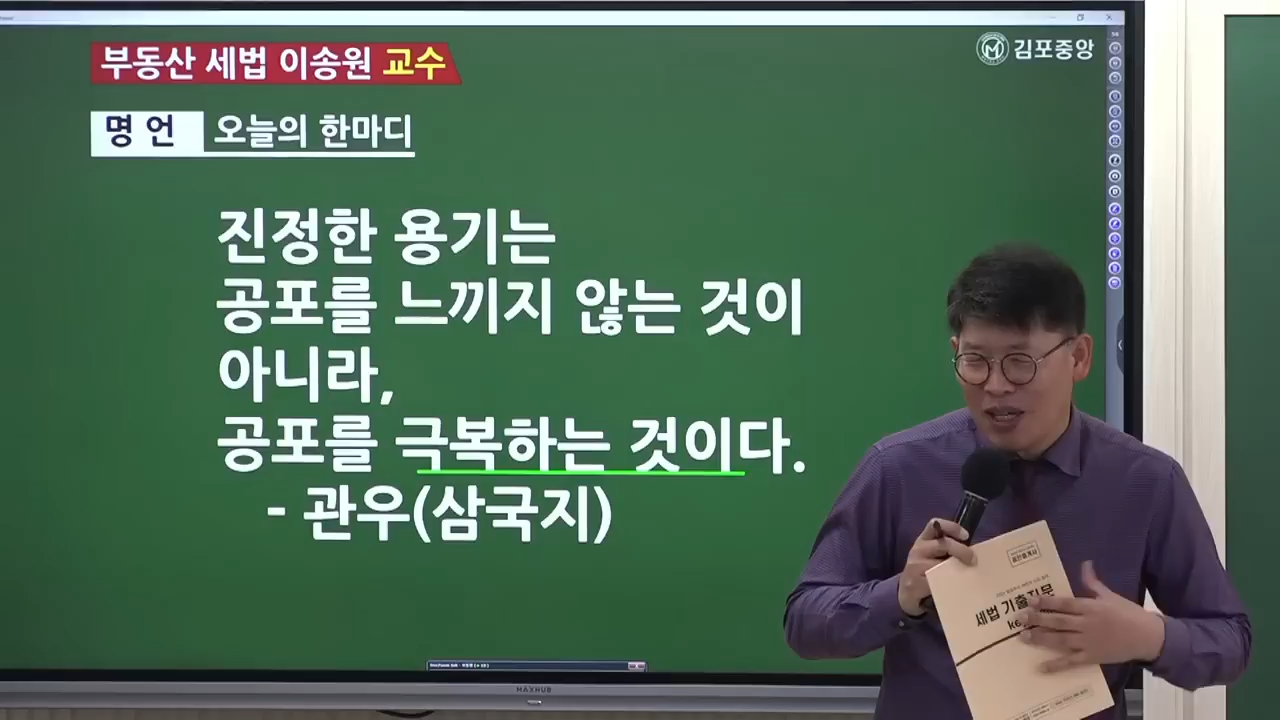 부동산 세법 이송원 교수
김포중앙
명 언 오늘의 한마디
진정한 용기는
공포를 느끼지 않는 것이
아니라,
공포를 극복하는 것이다.
- 관우(삼국지)
세법 기출지문
MAXHUB